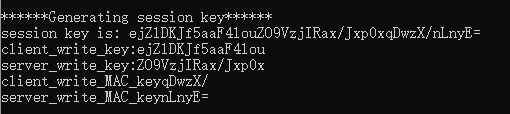 ******Generating session key******
session key is: ejZ1DKJf5aaF41ouZO9VzjIRax/Jxp0xqDwzX/nLnyE=
client_write_key:ejZ1DKJf5aaF41ou
server_write_key:ZO9VzjIRax/Jxp0x
client_write_MAC_keyqDwzX/
server_write_MAC_keynLnyE=